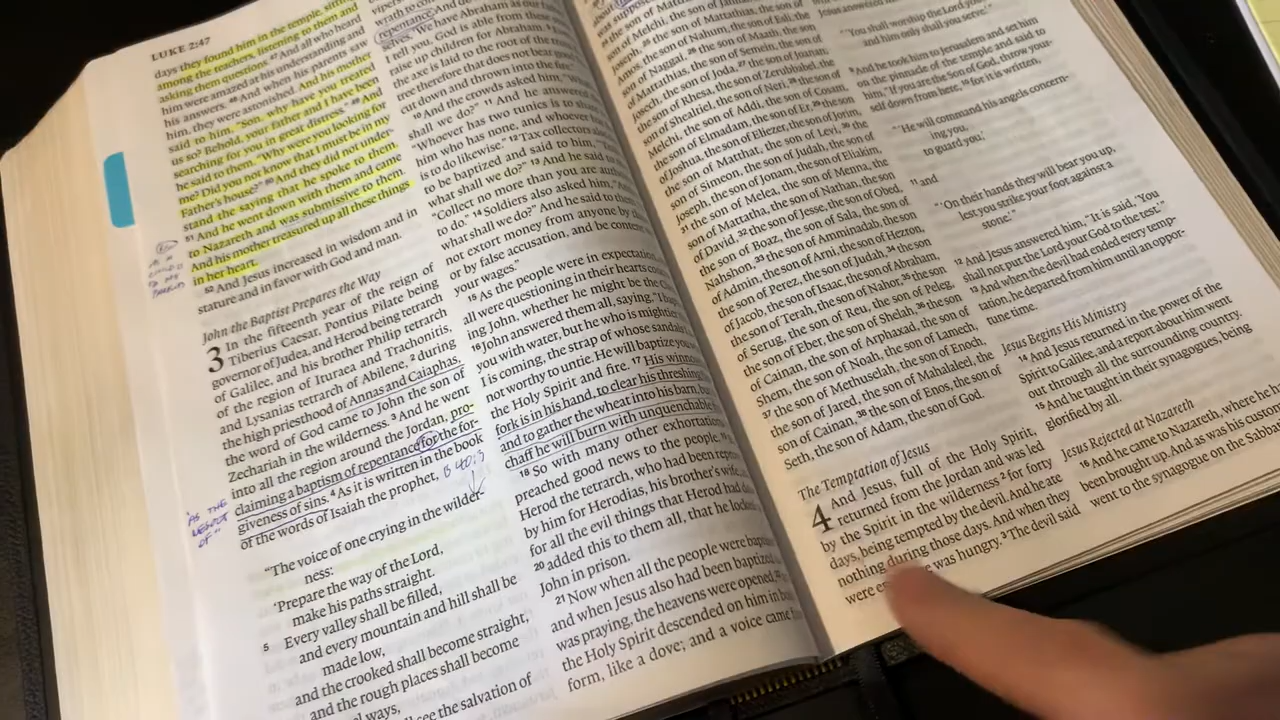 LUKE 2:47
days they found him in the temple, sitting
among the teachers, listening to them and
asking them questions. 47 And all who heard
him were amazed at his understanding and
his answers. 48 And when his parents saw
him, they were astonished. And his mother
said to him, "Son, why have you treated
us so? Behold, your father and I have been
searching for you in great distress." 49 And
he said to them, "Why were you looking for
me? Did you not know that I must be in my
Father's house?" 50 And they did not under-
stand the saying that he spoke to them.
51 And he went down with them and came
to Nazareth and was submissive to them.
And his mother treasured up all these things
in her heart.
52 And Jesus increased in wisdom and in
stature and in favor with God and man.
John the Baptist Prepares the Way
3 In the fifteenth year of the reign of
Tiberius Caesar, Pontius Pilate being
governor of Judea, and Herod being tetrarch
of Galilee, and his brother Philip tetrarch
of the region of Ituraea and Trachonitis,
and Lysanias tetrarch of Abilene, 2 during
the high priesthood of Annas and Caiaphas,
the word of God came to John the son of
Zechariah in the wilderness. 3 And he went
into all the region around the Jordan, pro-
claiming a baptism of repentance for the for-
giveness of sins. 4 As it is written in the book
of the words of Isaiah the prophet,
40:3
"AS THE
OF"
"The voice of one crying in the wilder-
ness:
'Prepare the way of the Lord,
make his paths straight.
5 Every valley shall be filled,
and every mountain and hill shall be
made low,
and the crooked shall become straight,
and the rough places shall become
ways,
see the salvation of
wrath to
repentance. And do
selves, 'We have Abraham as our
tell you, God is able from these
raise up children for Abraham.
the axe is laid to the root of the
therefore that does not bear
cut down and thrown into the fire."
10 And the crowds asked him, "What
shall we do?" 11 And he answered
"Whoever has two tunics is to share
him who has none, and whoever
is to do likewise." 12 Tax collectors also
to be baptized and said to him,
what shall we do?" 13 And he said to
"Collect no more than you are authorized
to do." 14 Soldiers also asked him, "And
what shall we do?" And he said to them
not extort money from anyone by
or by false accusation, and be content
your wages."
15 As the people were in expectation,
all were questioning in their hearts
ing John, whether he might be the
16 John answered them all, saying, "I
you with water, but he who is mightier
I is coming, the strap of whose sandals
not worthy to untie. He will baptize you
the Holy Spirit and fire. 17 His winnowing
fork is in his hand, to clear his threshing
and to gather the wheat into his barn, but
chaff he will burn with unquenchable
18 So with many other exhortations
preached good news to the people.
Herod the tetrarch, who had been
by him for Herodias, his brother's wife,
for all the evil things that Herod had
20 added this to them all, that he locked
John in prison.
21 Now when all the people were baptized
and when Jesus also had been baptized
was praying, the heavens were opened, 22
the Holy Spirit descended on him in
form, like a dove; and a voice came
son of Matthat,
of Melchi, the son of Jannai,
Joseph, 25 the son of Mattathias, the son of
Amos, the son of Nahum, the son of Esli, the
son of Naggai, 26 the son of Maath, the son
of Mattathias, the son of Semein, the son of
Josech, the son of Joda, 27 the son of Joanan,
the son of Rhesa, the son of Zerubbabel, the
son of Shealtiel, the son of Neri, 28 the son of
Melchi, the son of Addi, the son of Cosam,
the son of Elmadam, the son of Er, 29 the son
of Joshua, the son of Eliezer, the son of Jorim,
the son of Matthat, the son of Levi, 30 the
son of Simeon, the son of Judah, the son of
Joseph, the son of Jonam, the son of Eliakim,
31 the son of Melea, the son of Menna, the
son of Mattatha, the son of Nathan, the son
of David, 32 the son of Jesse, the son of Obed,
the son of Boaz, the son of Sala, the son of
Nahshon, 33 the son of Amminadab, the son
of Admin, the son of Arni, the son of Hezron,
the son of Perez, the son of Judah, 34 the son
of Jacob, the son of Isaac, the son of Abraham,
the son of Terah, the son of Nahor, 35 the son
of Serug, the son of Reu, the son of Peleg,
the son of Eber, the son of Shelah, 36 the son
of Cainan, the son of Arphaxad, the son of
Shem, the son of Noah, the son of Lamech,
37 the son of Methuselah, the son of Enoch,
the son of Jared, the son of Mahalaleel, the
son of Cainan, 38 the son of Enos, the son of
Seth, the son of Adam, the son of God.
The Temptation of Jesus
4 And Jesus, full of the Holy Spirit,
returned from the Jordan and was led
by the Spirit in the wilderness 2 for forty
days, being tempted by the devil. And he ate
nothing during those days. And when they
were was hungry. 3 The devil said
Jesus answered
"'You shall worship the Lord your
and him only shall you serve.'"
9 And he took him to Jerusalem and set him
on the pinnacle of the temple and said to
him, "If you are the Son of God, throw your-
self down from here, 10 for it is written,
"'He will command his angels concern-
ing you,
to guard you,'
11 and
"'On their hands they will bear you up,
lest you strike your foot against a
stone.'"
12 And Jesus answered him, "It is said, 'You
shall not put the Lord your God to the test.'"
13 And when the devil had ended every temp-
tation, he departed from him until an oppor-
tune time.
Jesus Begins His Ministry
14 And Jesus returned in the power of the
Spirit to Galilee, and a report about him went
out through all the surrounding country.
15 And he taught in their synagogues, being
glorified by all.
Jesus Rejected at Nazareth
16 And he came to Nazareth, where he had
been brought up. And as was his custom,
went to the synagogue on the Sabbath